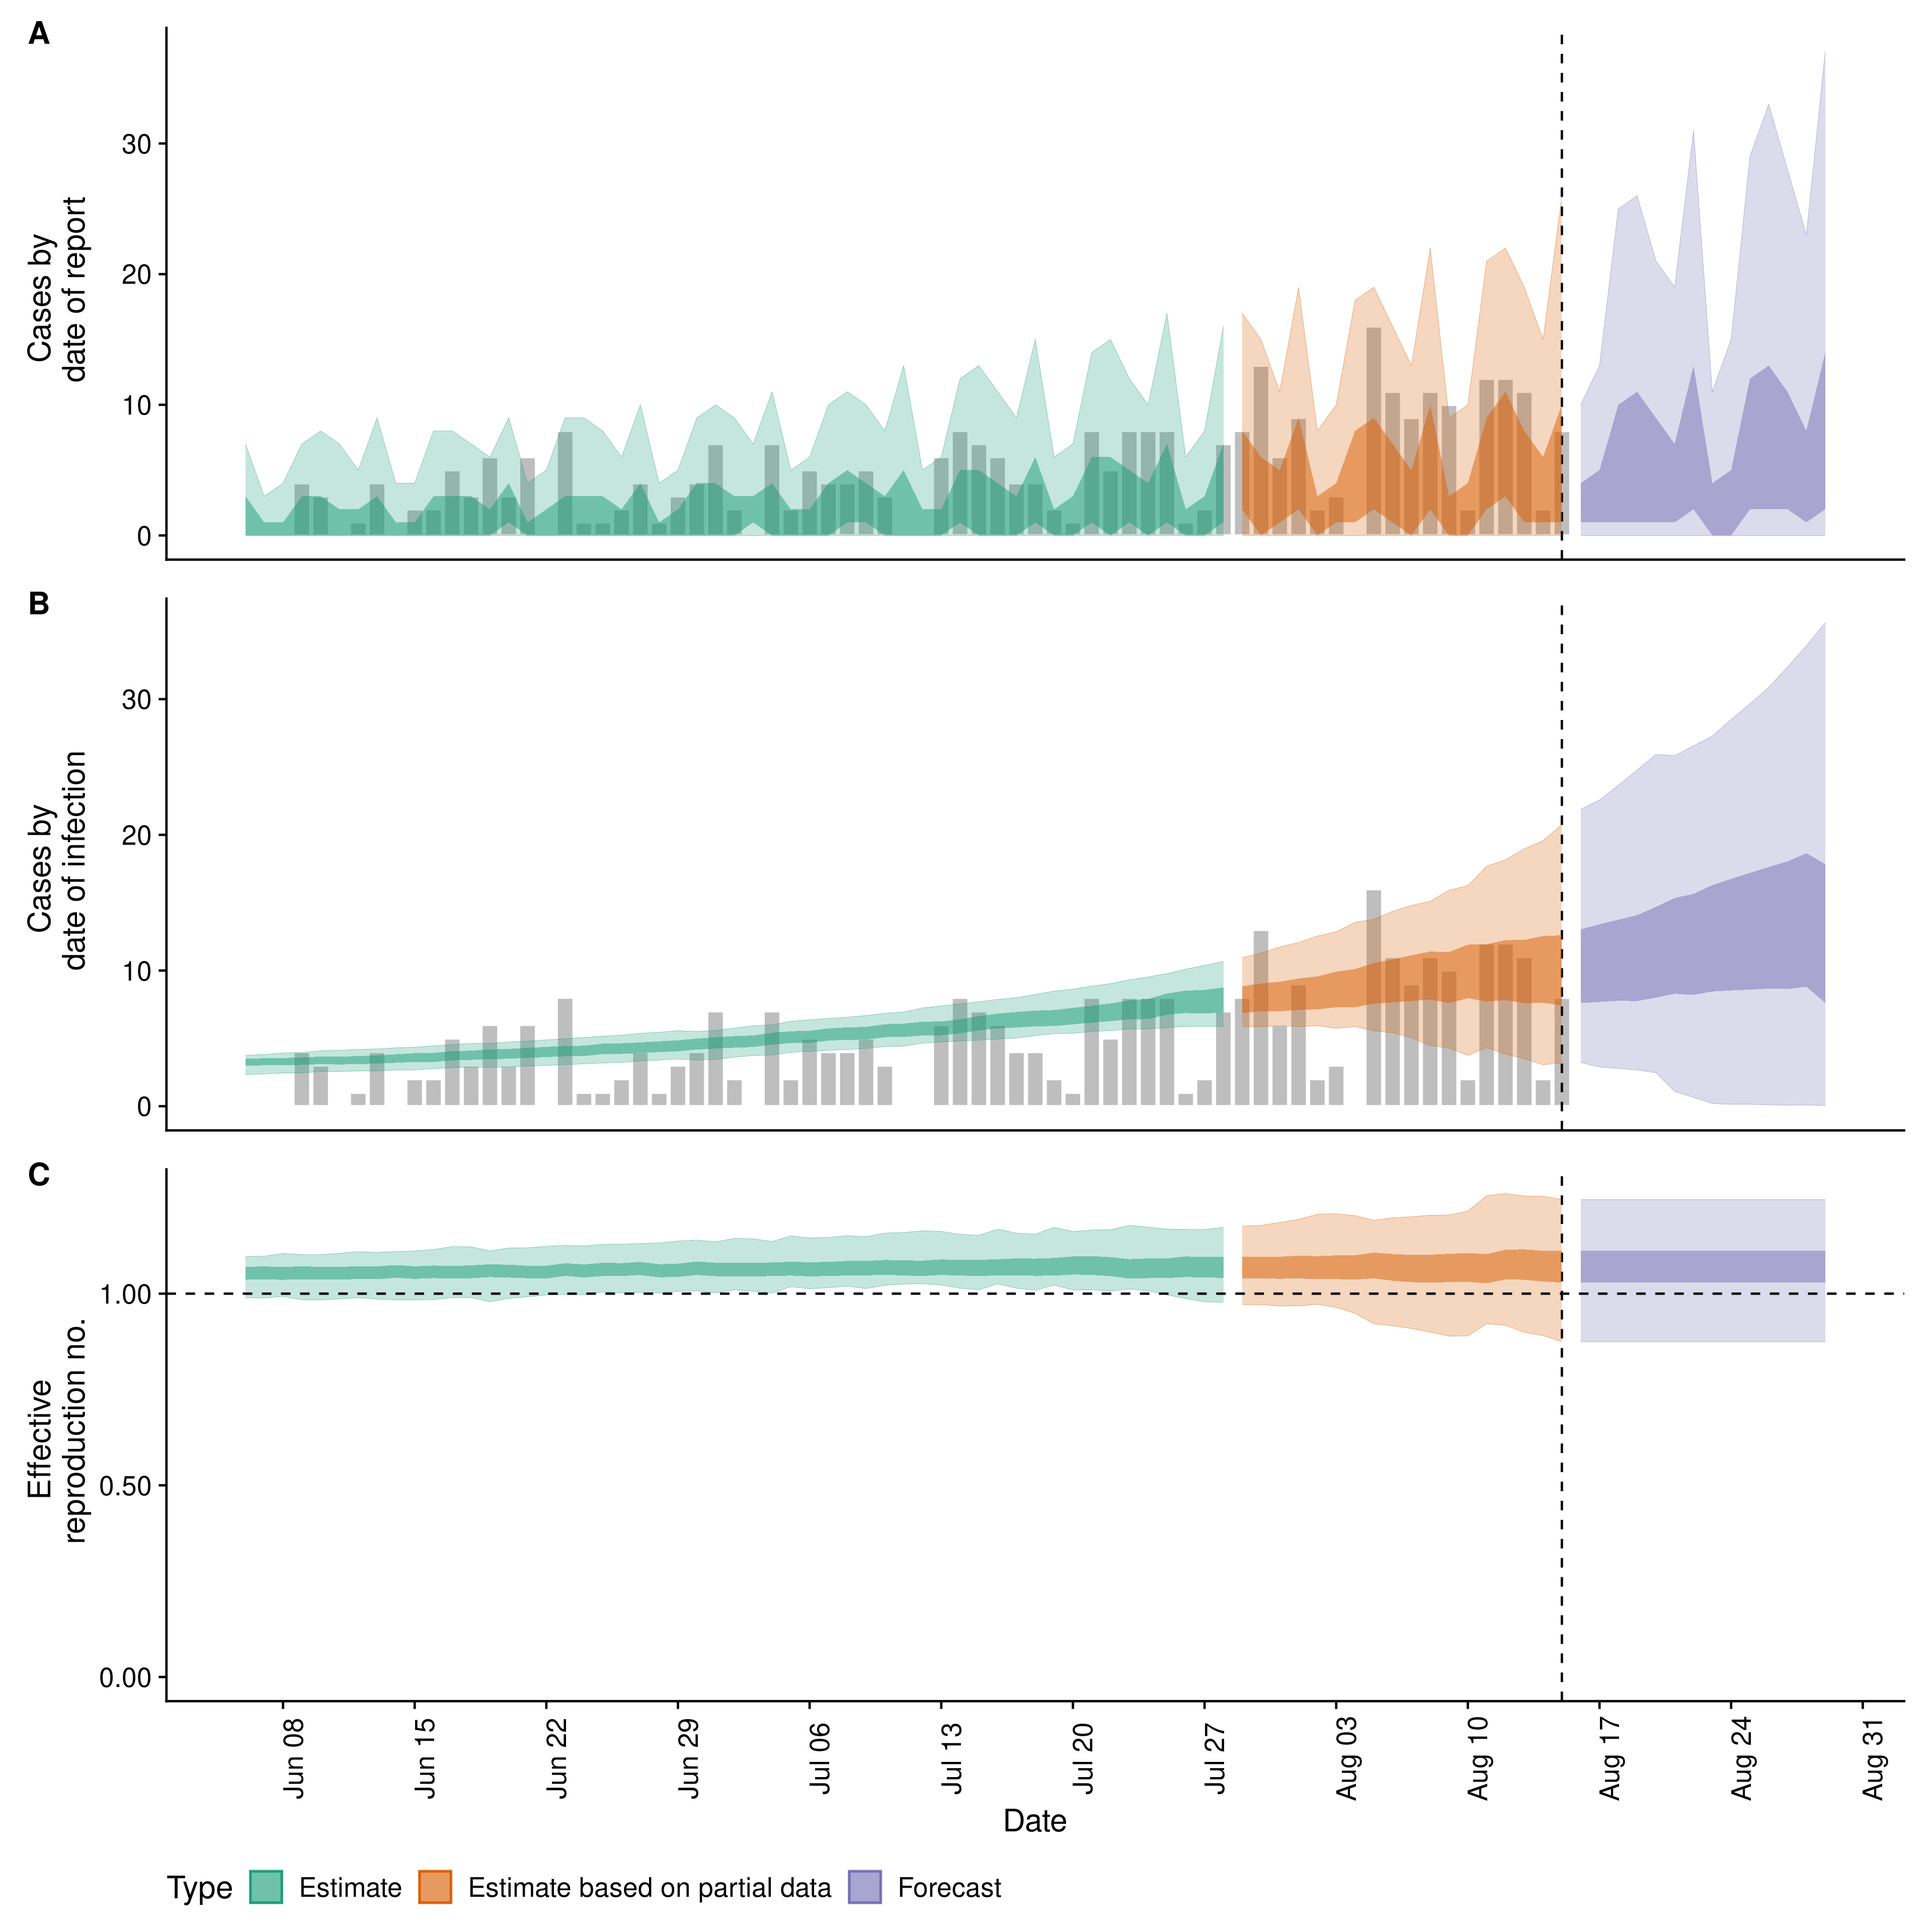 A
Cases by
date of report
30
20
10
0
B
Cases by
date of infection
30
20
10
0
C
Effective
reproduction no.
1.00
0.50
0.00
Jun 08
Jun 15
Jun 22
Jun 29
Jul 06
Jul 13
Jul 20
Jul 27
Aug 03
Aug 10
Aug 17
Aug 24
Aug 31
Date
Type Estimate Estimate based on partial data Forecast